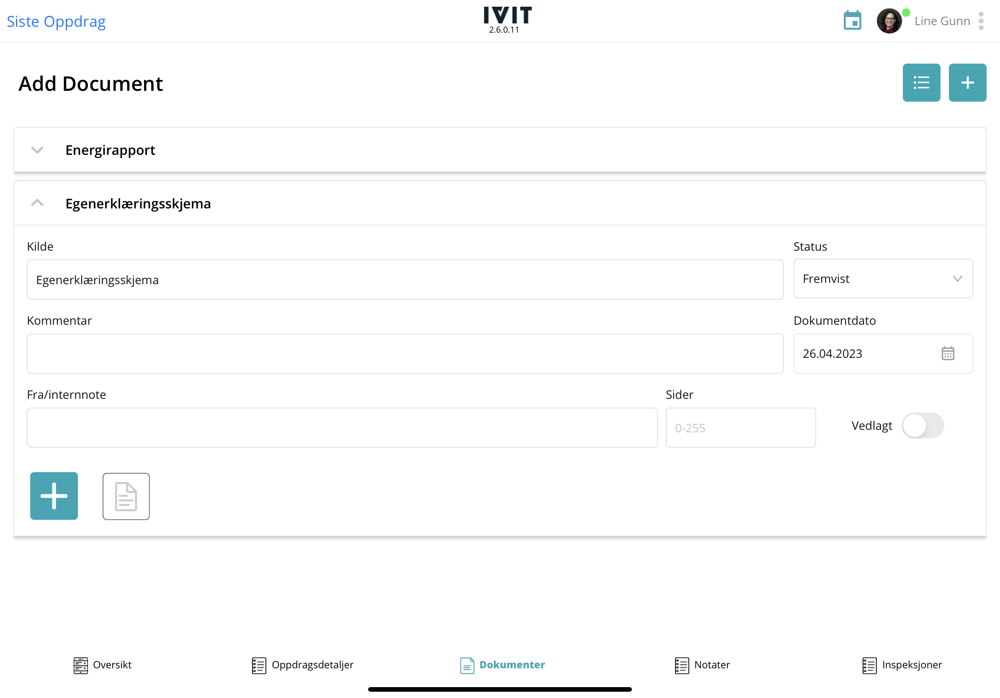 Siste Oppdrag
IVIT
2.6.0.11
Line Gunn
Add Document
Energirapport
Egenerklæringsskjema
Kilde
Status
Egenerklæringsskjema
Fremvist
Kommentar
Dokumentdato
26.04.2023
Fra/internnote
Sider
0-255
Vedlagt
Oversikt
Oppdragsdetaljer
Dokumenter
Notater
Inspeksjoner